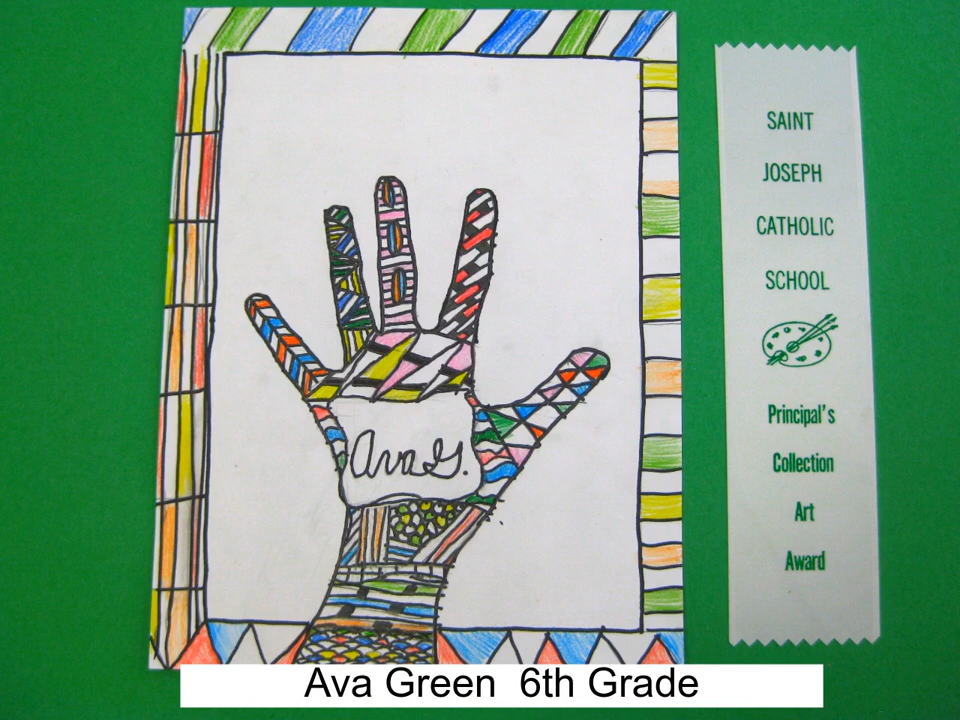 Ava G.
SAINT
JOSEPH
CATHOLIC
SCHOOL
Principal's
Collection
Art
Award
Ava Green  6th Grade